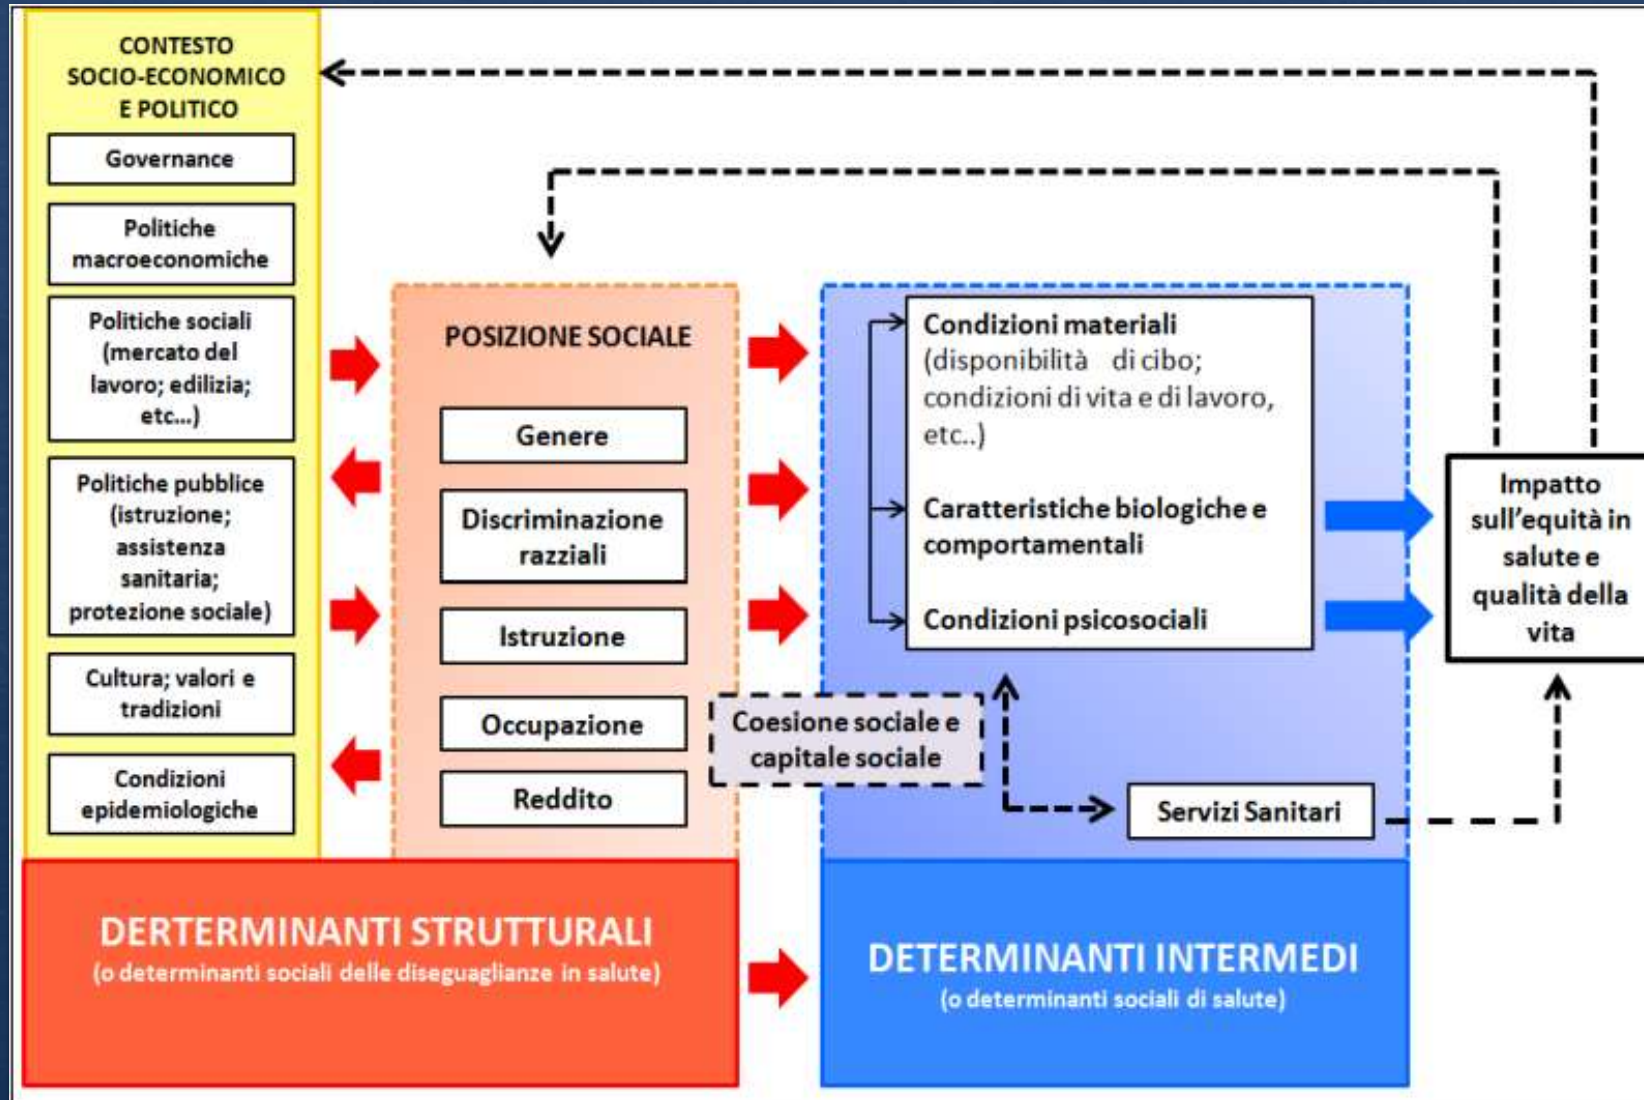 CONTESTO
SOCIO-ECONOMICO
E POLITICO
Governance
Politiche
macroeconomiche
Politiche sociali
(mercato del
lavoro; edilizia;
etc...)
Politiche pubblice
(istruzione;
assistenza
sanitaria;
protezione sociale)
Cultura; valori e
tradizioni
Condizioni
epidemiologiche
POSIZIONE SOCIALE
Genere
Discriminazione
razziali
Istruzione
Occupazione
Reddito
Coesione sociale e
capitale sociale
Condizioni materiali
(disponibilità di cibo;
condizioni di vita e di lavoro,
etc..)
Caratteristiche biologiche e
comportamentali
Condizioni psicosociali
Servizi Sanitari
Impatto
sull'equità in
salute e
qualità della
vita
DERTERMINANTI STRUTTURALI
(o determinanti sociali delle diseguaglianze in salute)
DETERMINANTI INTERMEDI
(o determinanti sociali di salute)